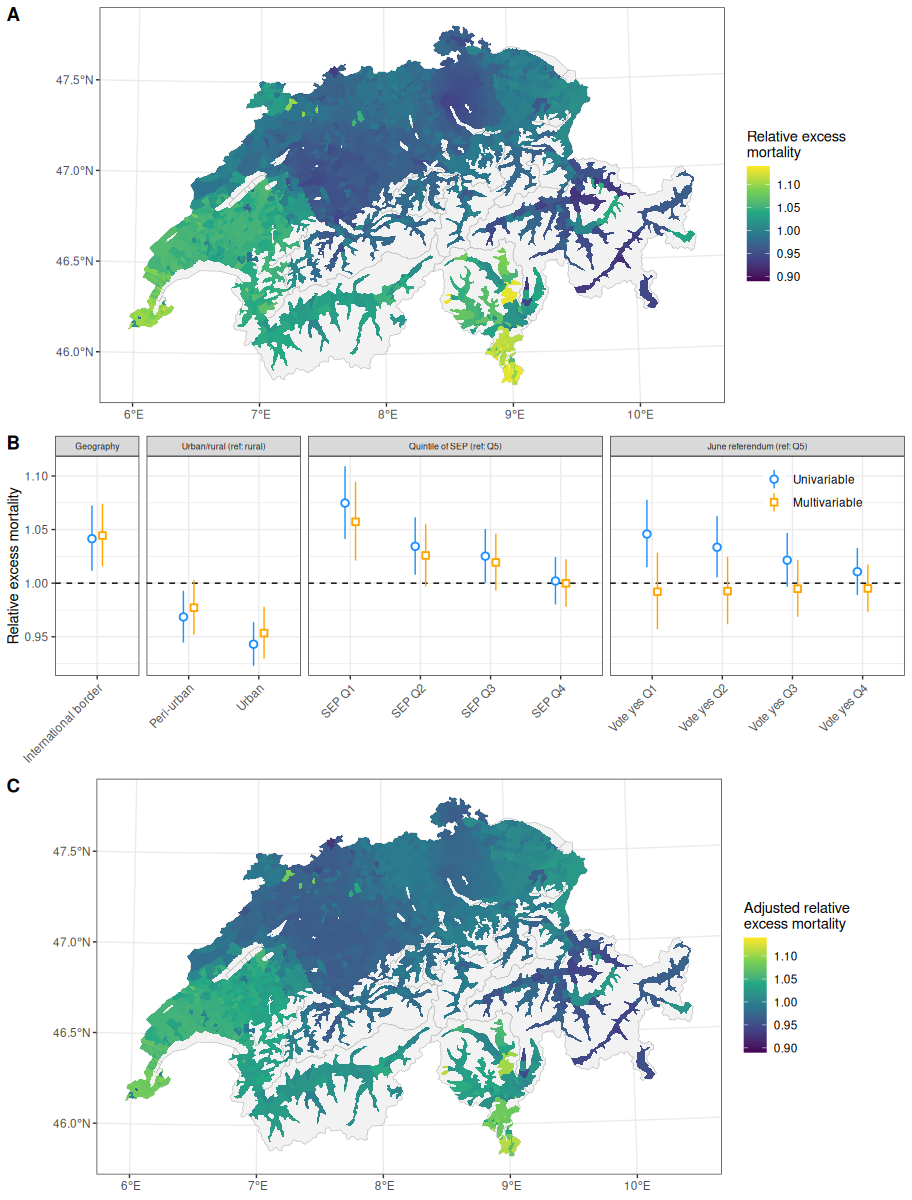 A
47.5°N
47.0°N
46.5°N
46.0°N
6°E
7°E
8°E
9°E
10°E
Relative excess
mortality
1.10
1.05
1.00
0.95
0.90
B
Geography
Urban/rural (ref: rural)
Quintile of SEP (ref: Q5)
June referendum (ref: Q5)
Relative excess mortality
1.10
1.05
1.00
0.95
Univariable
Multivariable
International border
Peri-urban
Urban
SEP Q1
SEP Q2
SEP Q3
SEP Q4
Vote yes Q1
Vote yes Q2
Vote yes Q3
Vote yes Q4
C
47.5°N
47.0°N
46.5°N
46.0°N
6°E
7°E
8°E
9°E
10°E
Adjusted relative
excess mortality
1.10
1.05
1.00
0.95
0.90